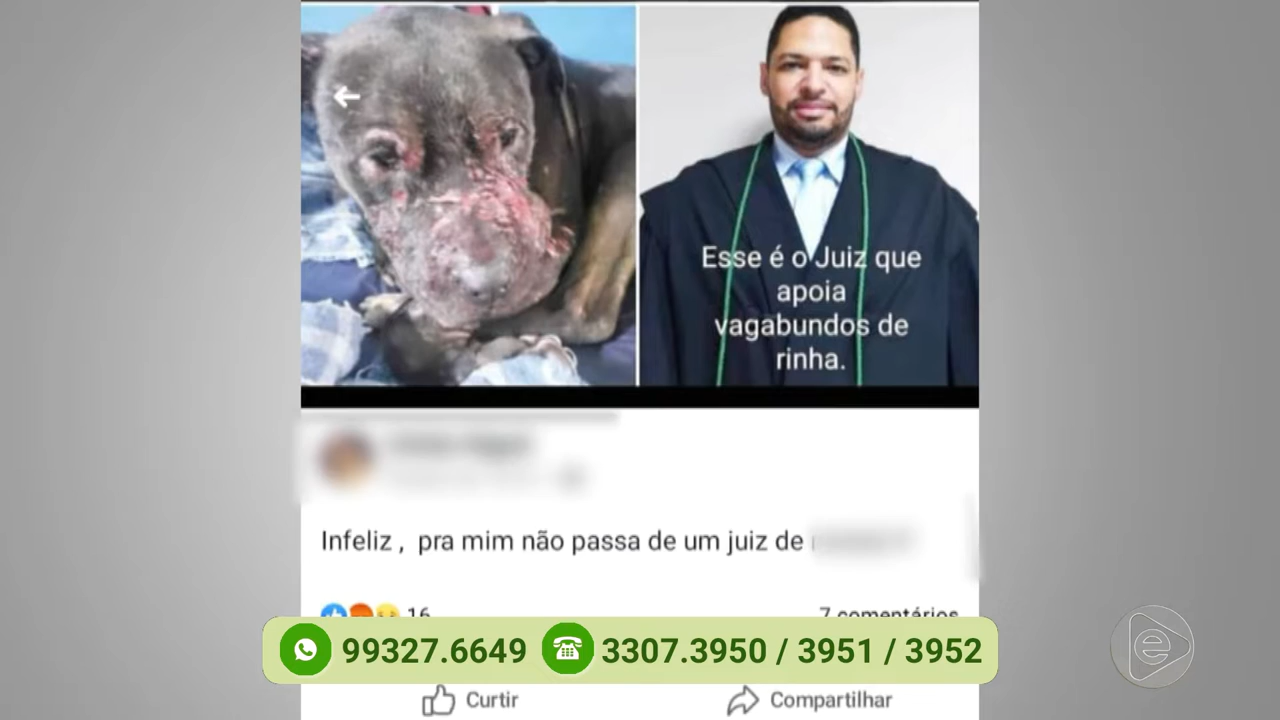 Esse é o Juiz que
apoia
vagabundos de
rinha.
Infeliz , pra mim não passa de um juiz de
16
7 comentários
99327.6649
3307.3950 / 3951 / 3952
Curtir
Compartilhar